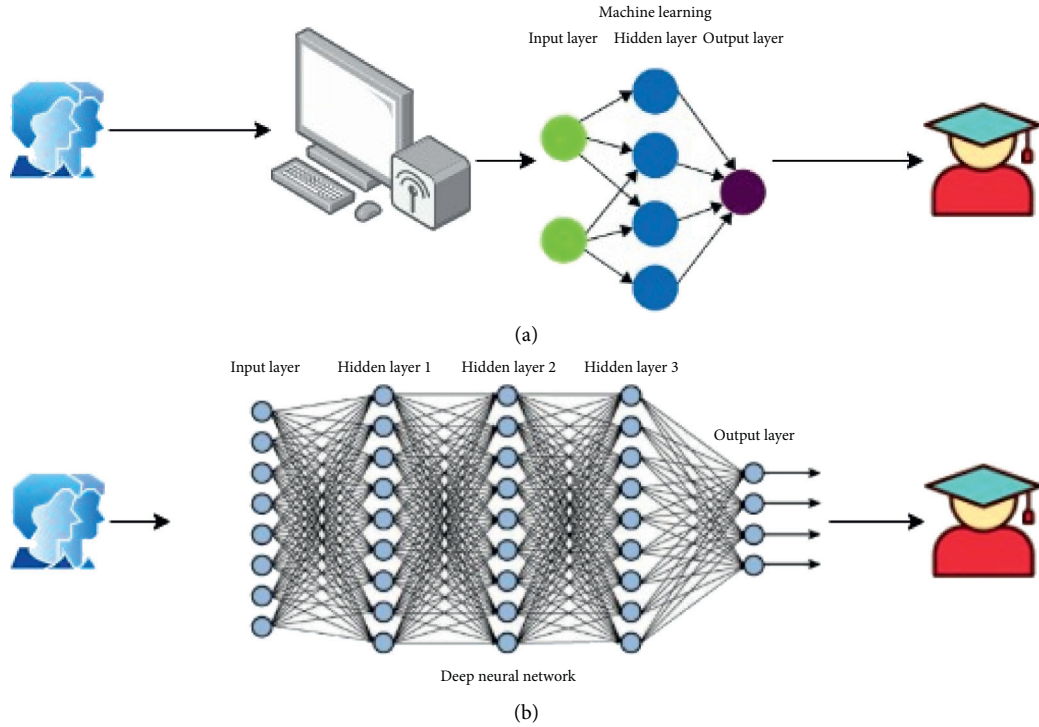 Machine learning
Input layer Hidden layer Output layer
(a)
Input layer Hidden layer 1 Hidden layer 2 Hidden layer 3
Output layer
Deep neural network
(b)